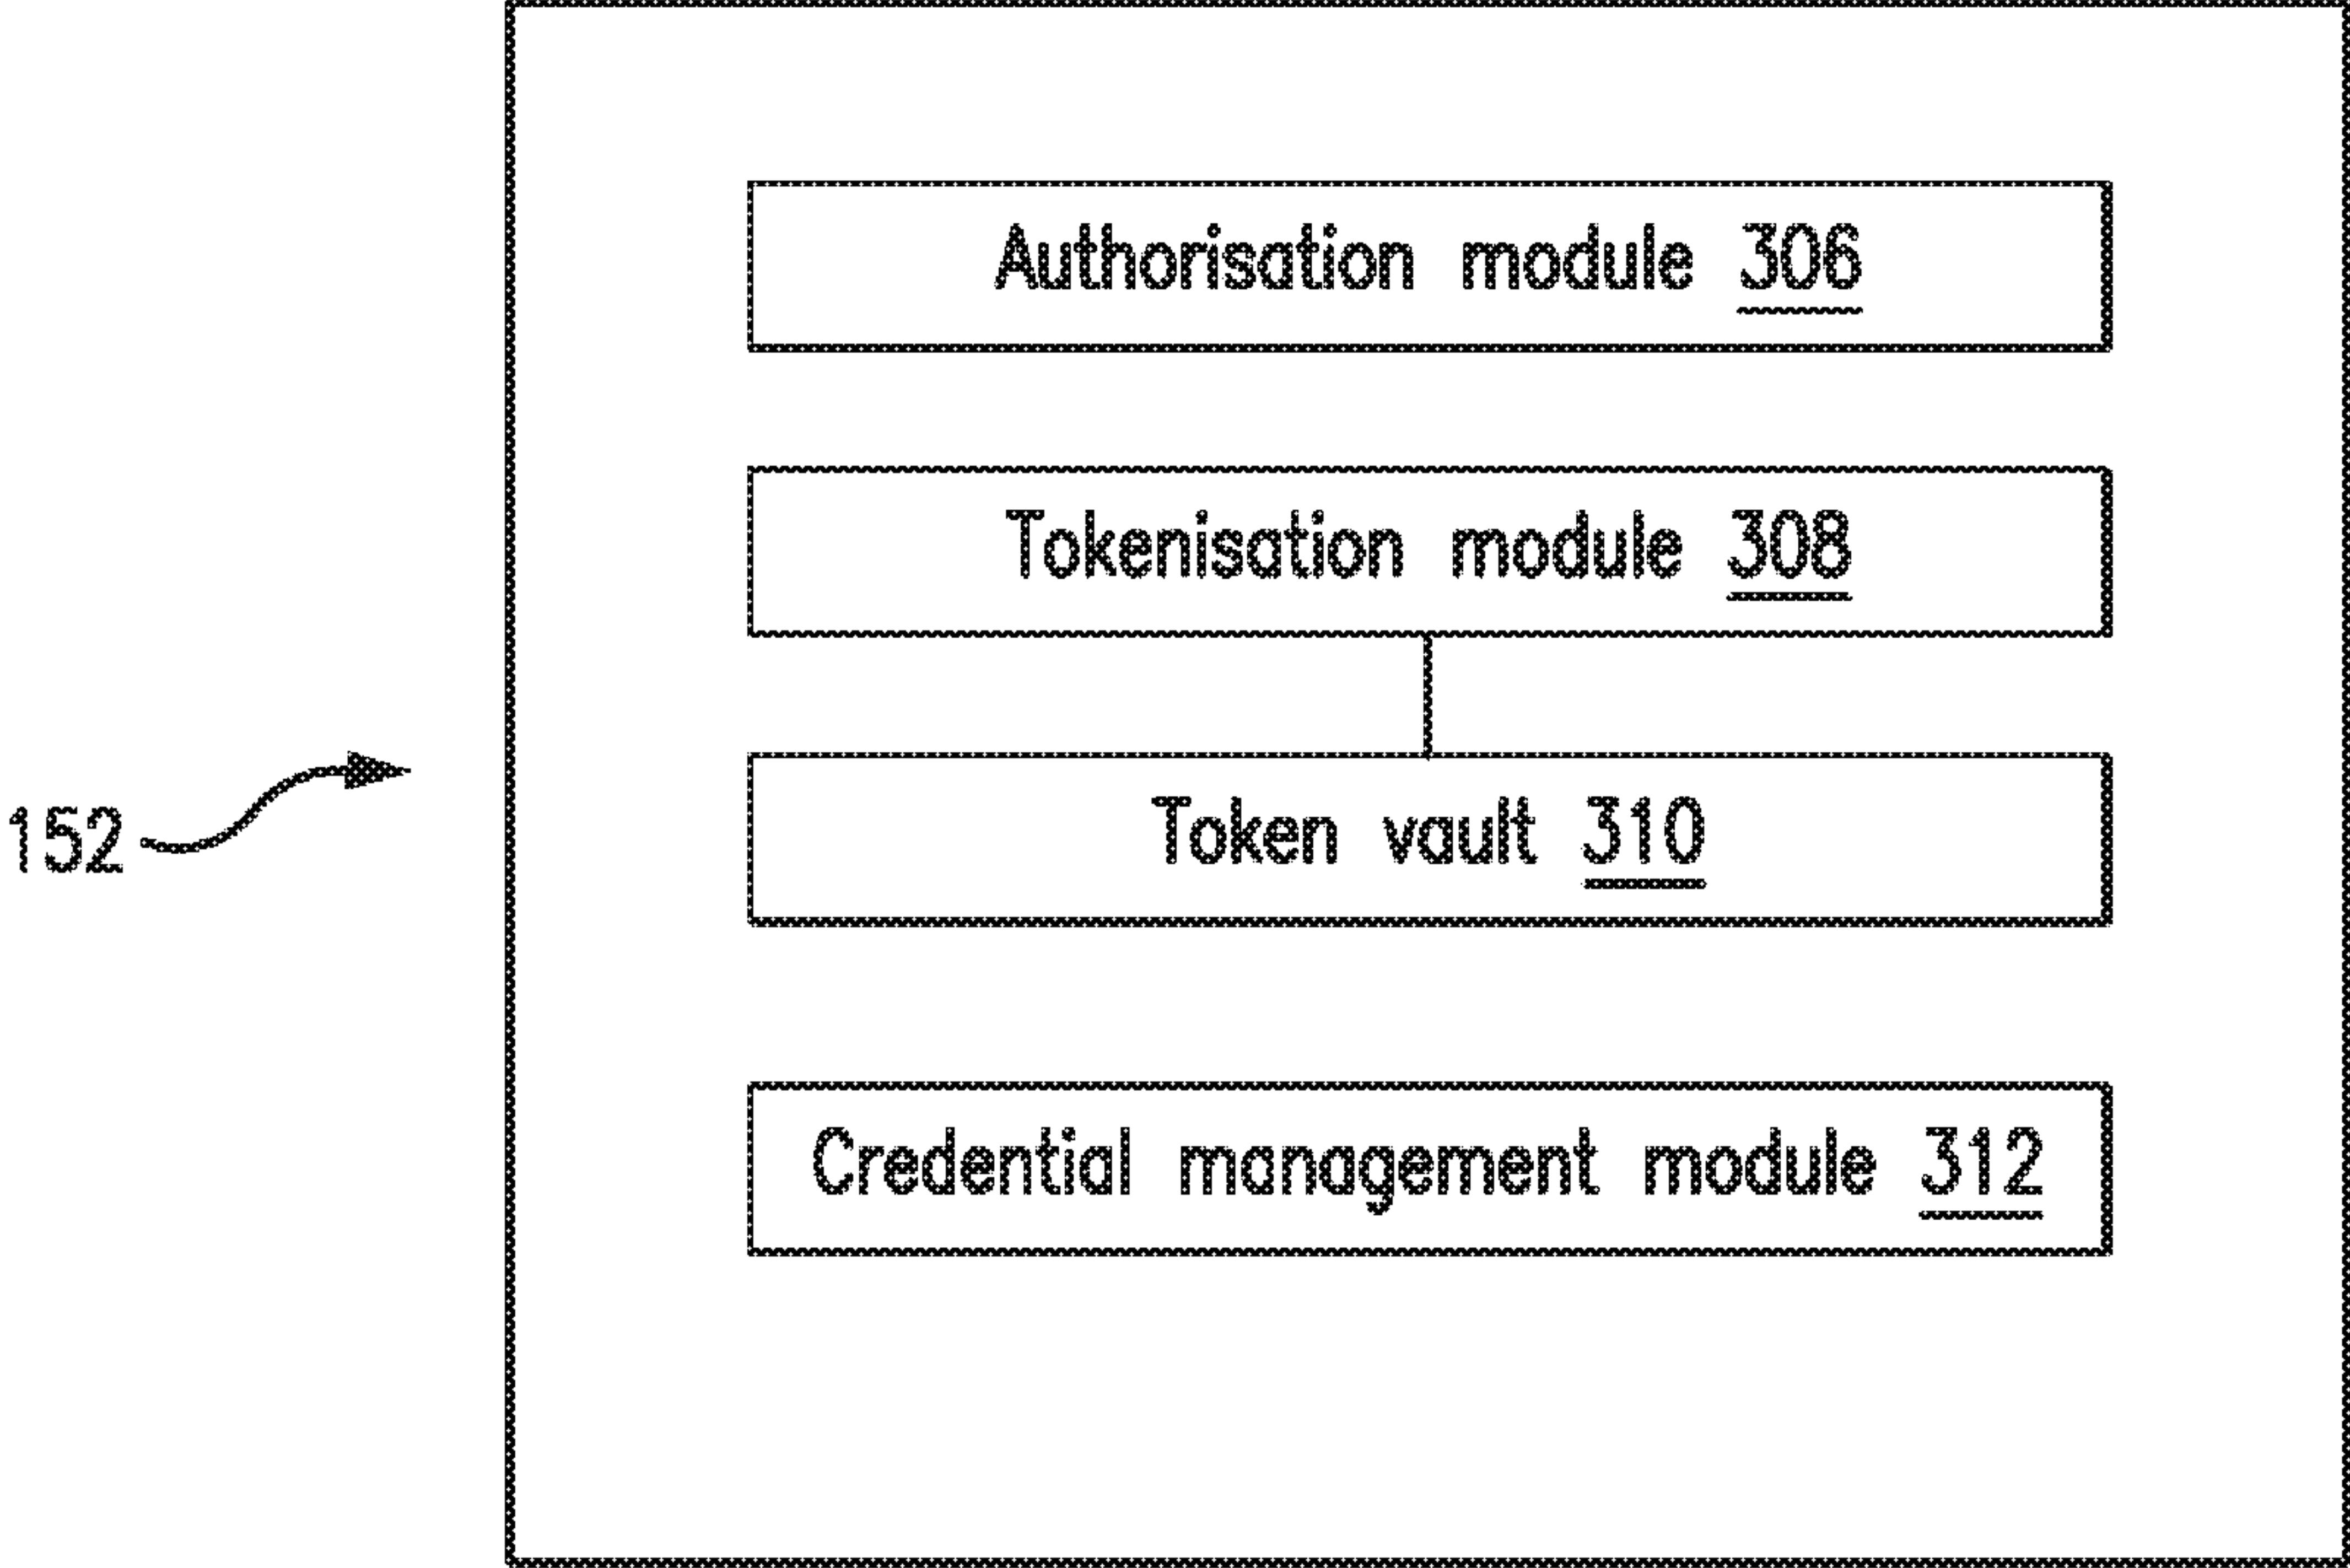 Authorisation module 306
Tokenisation module 308
152
Token vault 310
Credential management module 312